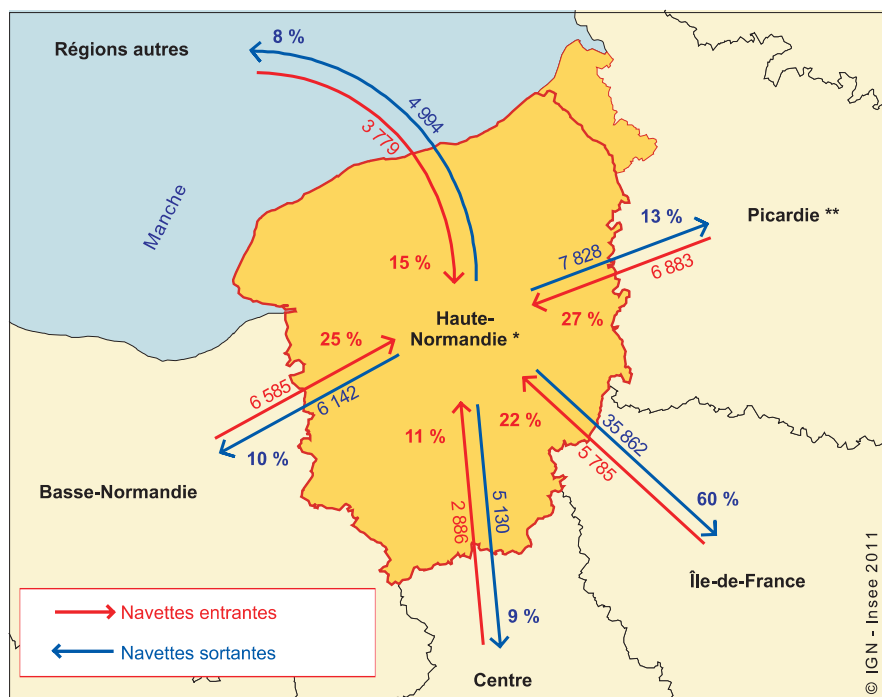 Régions autres
8 %
4 994
3 779
Manche
Picardie **
13 %
7 828
6 883
15 %
27 %
Haute-
Normandie *
25 %
6 585
6 142
10 %
Basse-Normandie
11 %
22 %
35 862
5 785
60 %
2 886
5 130
Île-de-France
9 %
Centre
Navettes entrantes
Navettes sortantes
© IGN - Insee 2011